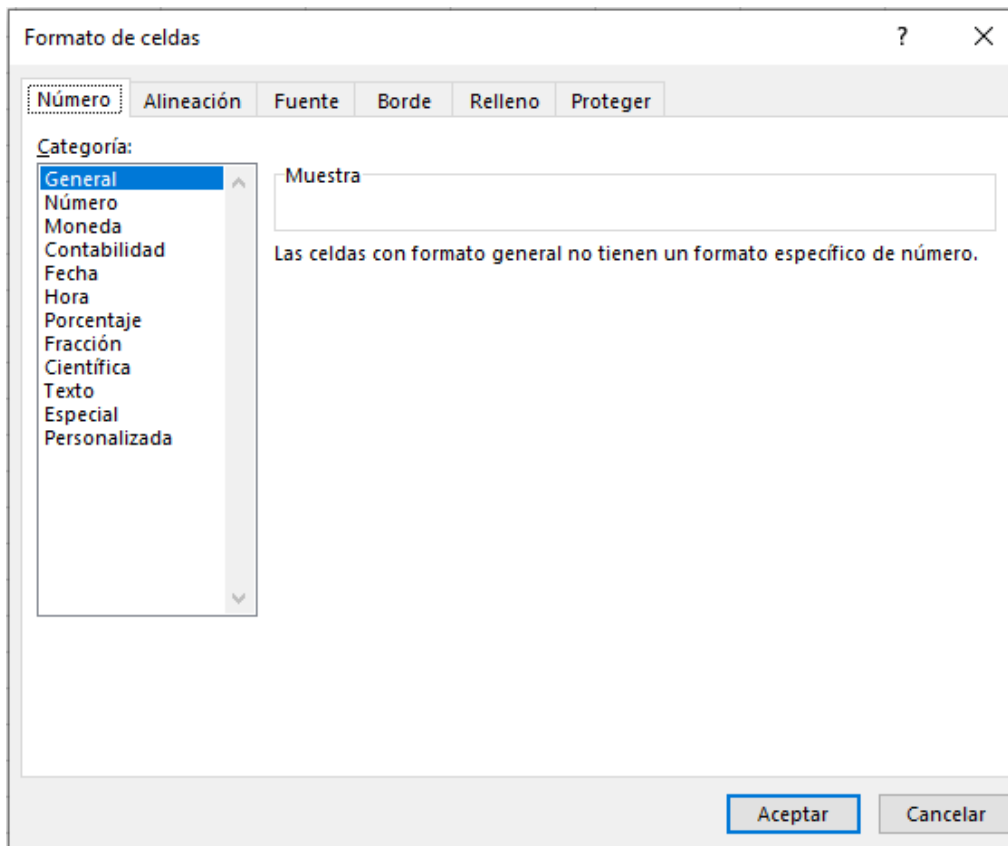 Formato de celdas ?
Número Alineación Fuente Borde Relleno Proteger
Categoría:
General
Número
Moneda
Contabilidad
Fecha
Hora
Porcentaje
Fracción
Científica
Texto
Especial
Personalizada
Muestra
Las celdas con formato general no tienen un formato específico de número.
Aceptar Cancelar